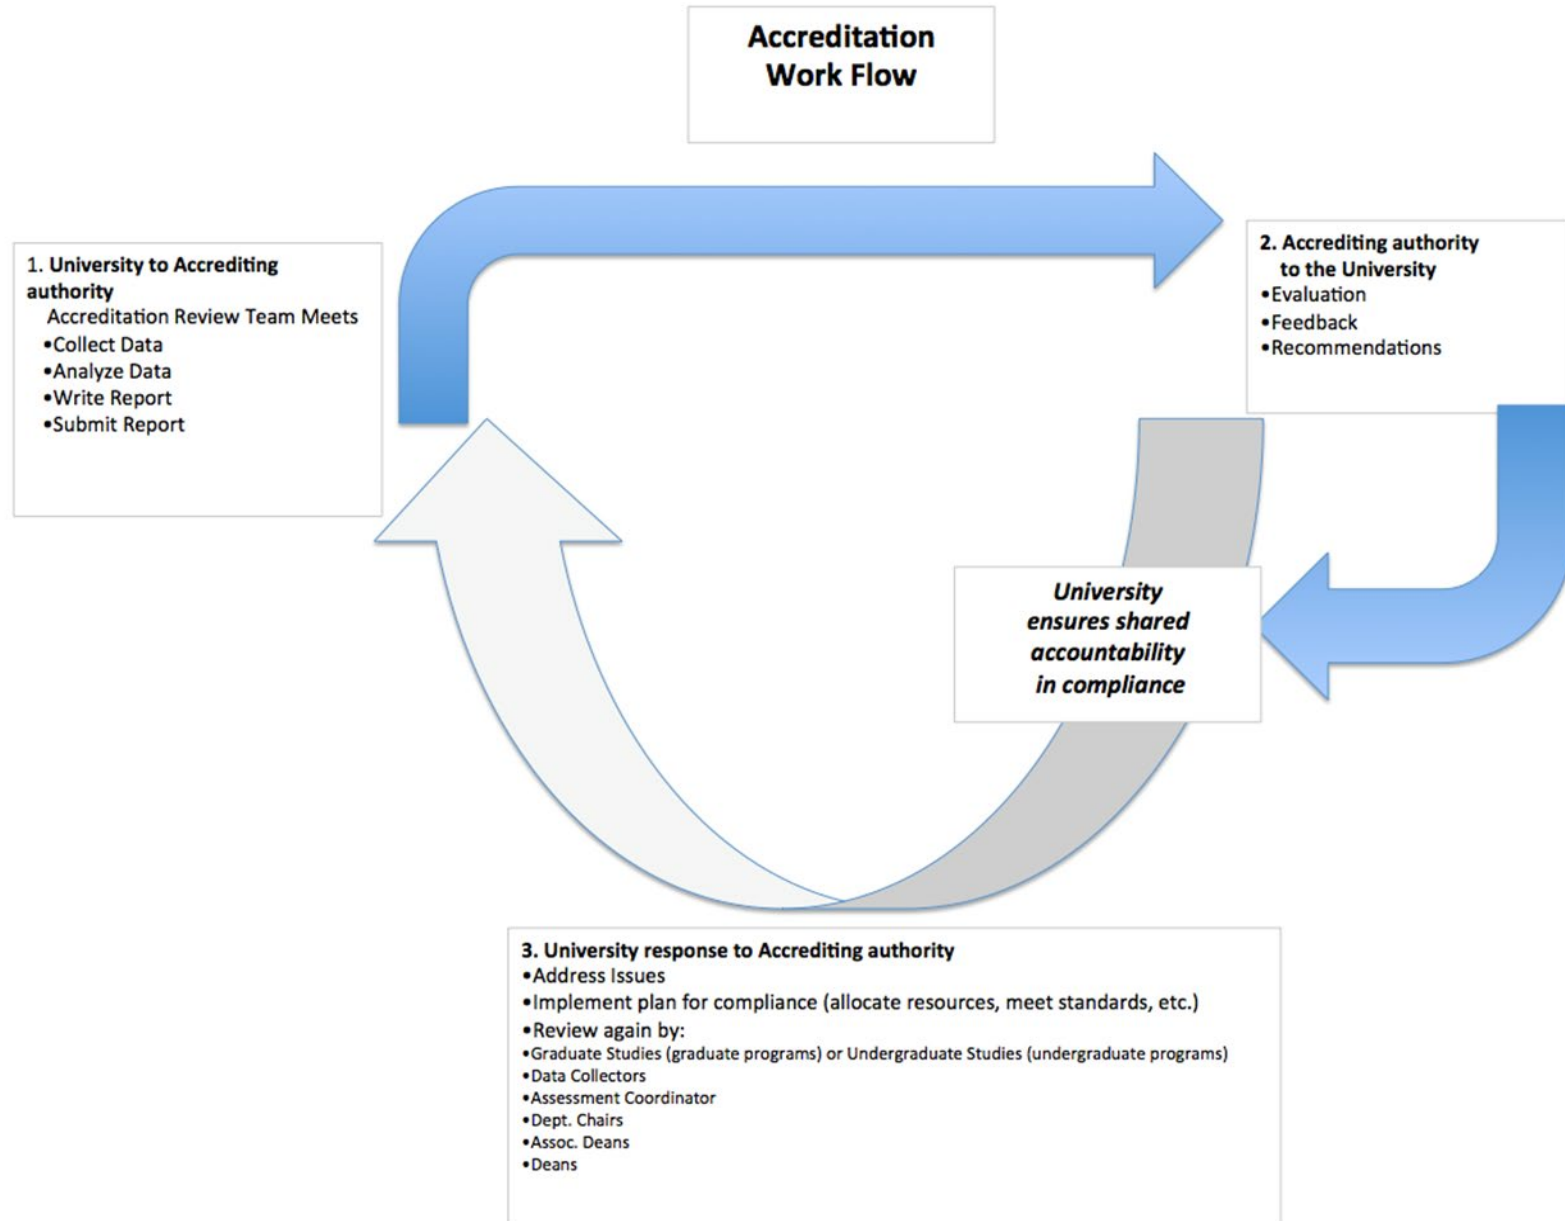 Accreditation
Work Flow
1. University to Accrediting
authority
Accreditation Review Team Meets
•Collect Data
•Analyze Data
•Write Report
•Submit Report
2. Accrediting authority
to the University
•Evaluation
•Feedback
•Recommendations
University
ensures shared
accountability
in compliance
3. University response to Accrediting authority
•Address Issues
•Implement plan for compliance (allocate resources, meet standards, etc.)
•Review again by:
•Graduate Studies (graduate programs) or Undergraduate Studies (undergraduate programs)
•Data Collectors
•Assessment Coordinator
•Dept. Chairs
•Assoc. Deans
•Deans